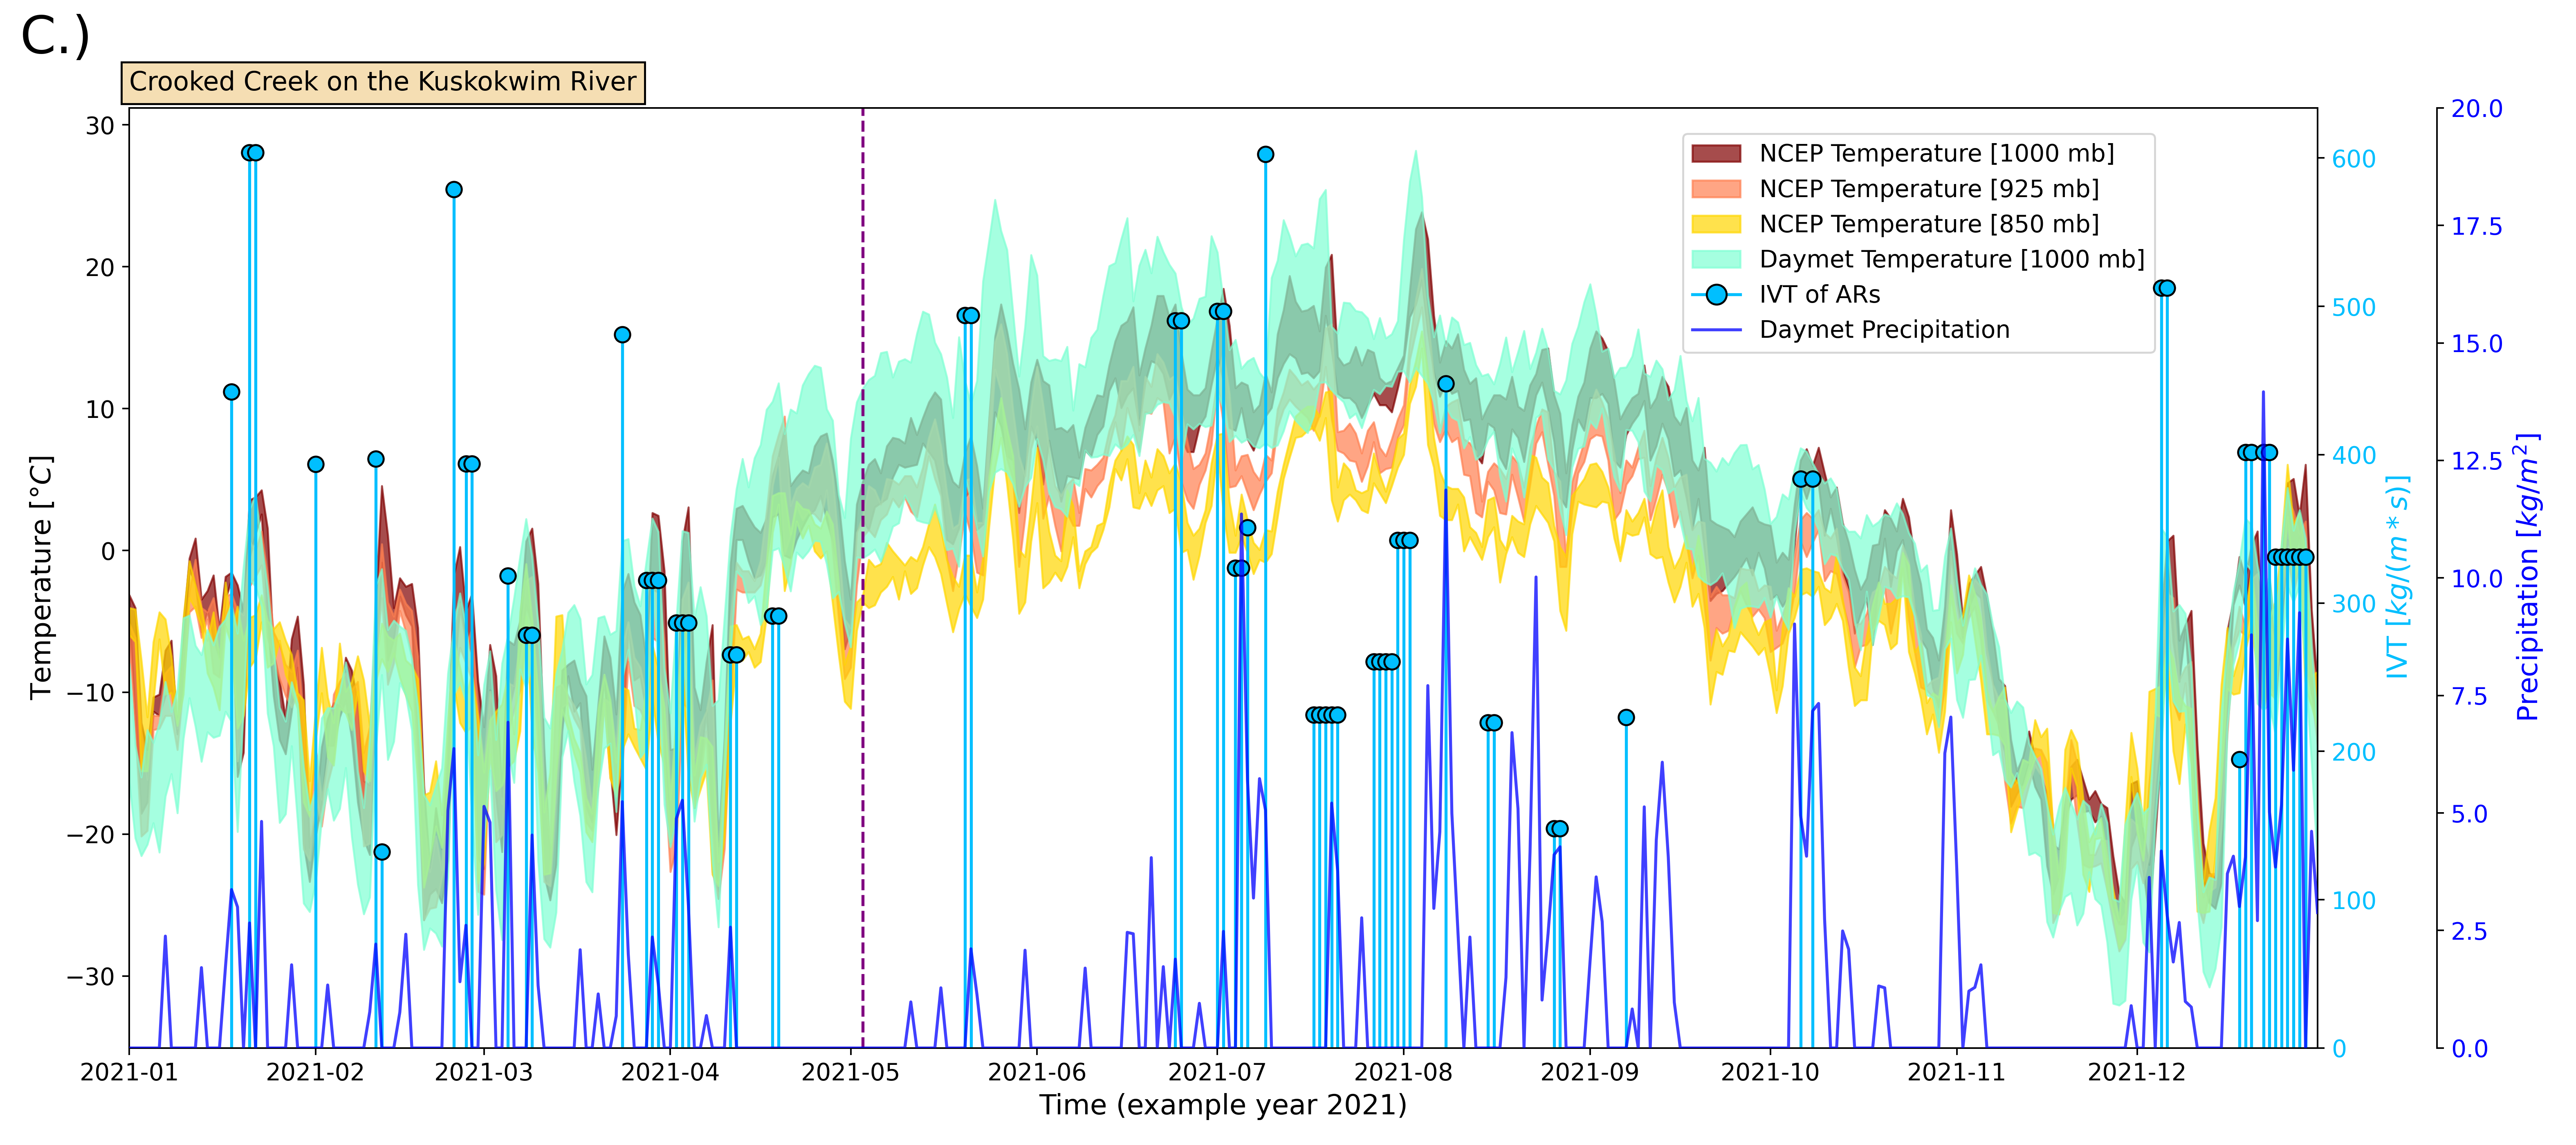 C.)
Crooked Creek on the Kuskokwim River
30
20
10
0
−10
−20
−30
Temperature [°C]
NCEP Temperature [1000 mb]
NCEP Temperature [925 mb]
NCEP Temperature [850 mb]
Daymet Temperature [1000 mb]
IVT of ARs
Daymet Precipitation
600
500
400
300
200
100
0
IVT [kg/(m * s)]
20.0
17.5
15.0
12.5
10.0
7.5
5.0
2.5
0.0
Precipitation [kg/m²]
2021-01 2021-02 2021-03 2021-04 2021-05 2021-06 2021-07 2021-08 2021-09 2021-10 2021-11 2021-12
Time (example year 2021)